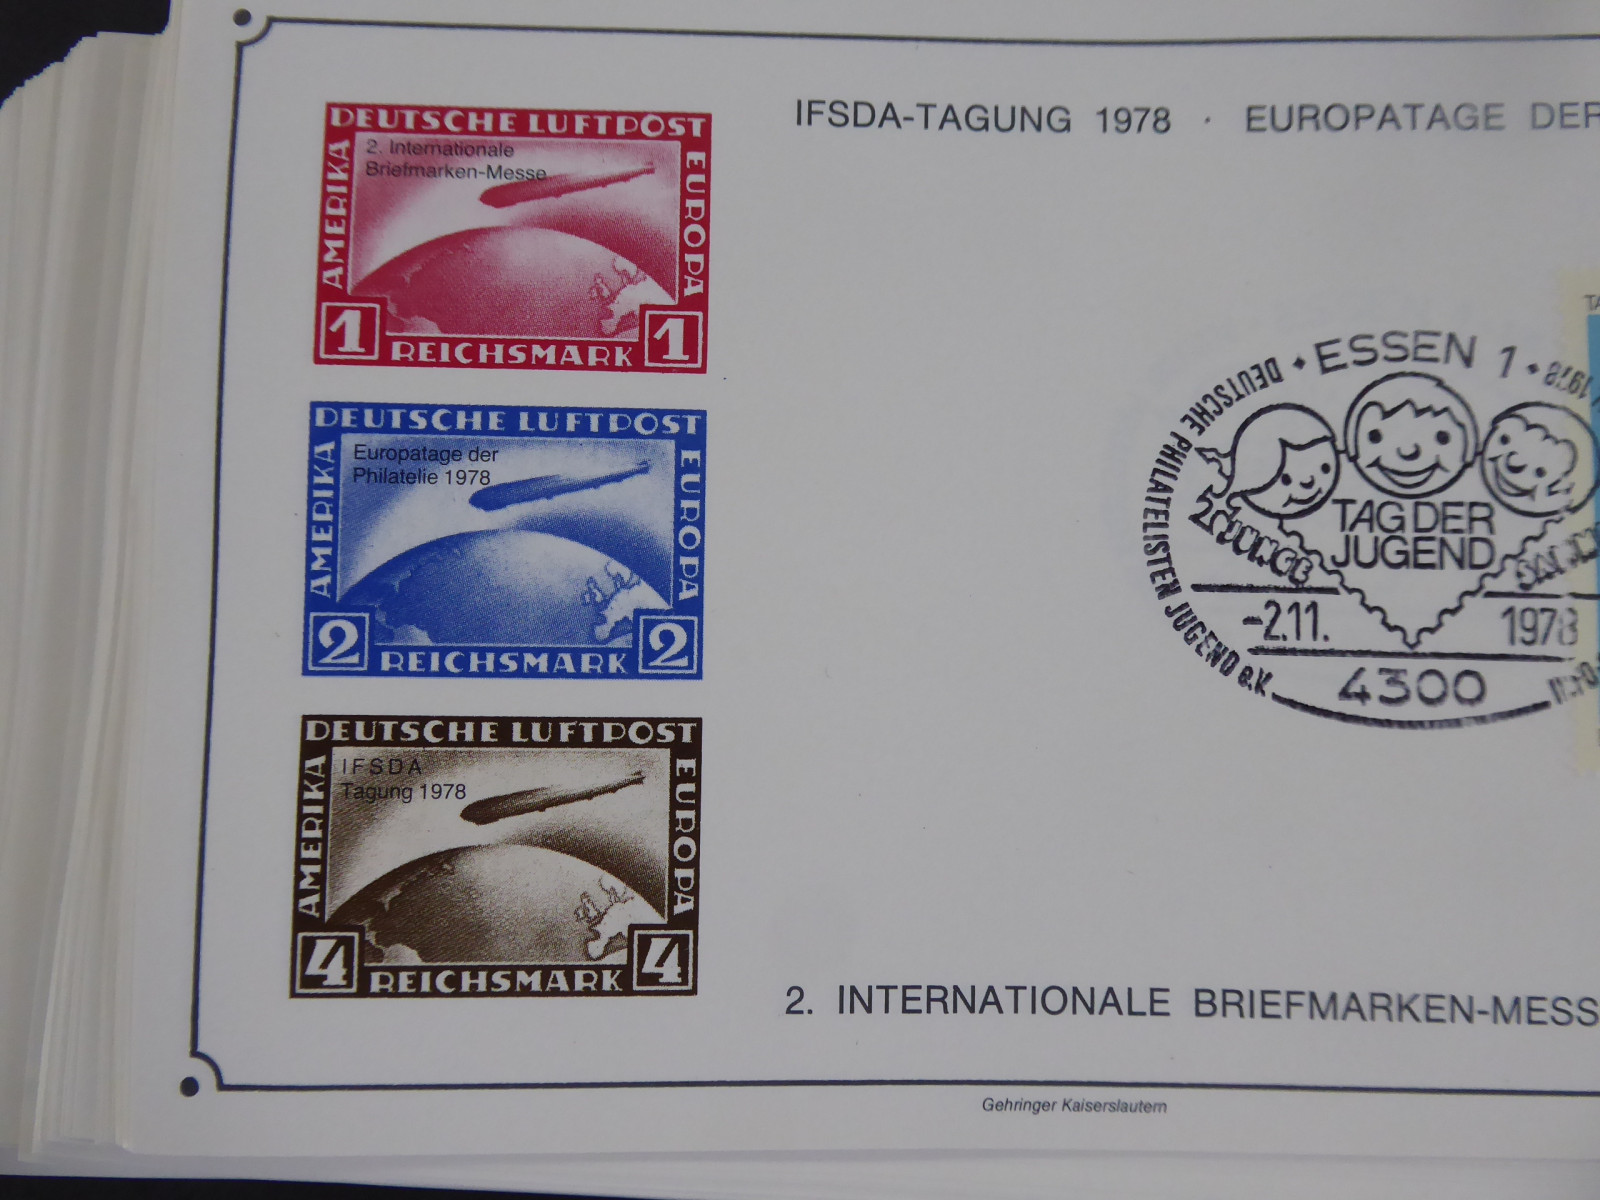 IFSDA-TAGUNG 1978 · EUROPATAGE DER
DEUTSCHE LUFTPOST
AMERIKA
2. Internationale
Briefmarken-Messe
EUROPA
1 REICHSMARK 1
DEUTSCHE LUFTPOST
AMERIKA
Europatage der
Philatelie 1978
EUROPA
2 REICHSMARK 2
DEUTSCHE LUFTPOST
AMERIKA
IFSDA
Tagung 1978
EUROPA
4 REICHSMARK 4
ESSEN 1
DEUTSCHE PHILATELISTEN JUGEND e.V.
TAG DER
JUGEND
JUNGE
-2.11. 1978
4300
2. INTERNATIONALE BRIEFMARKEN-MESS
Gehringer Kaiserslautern